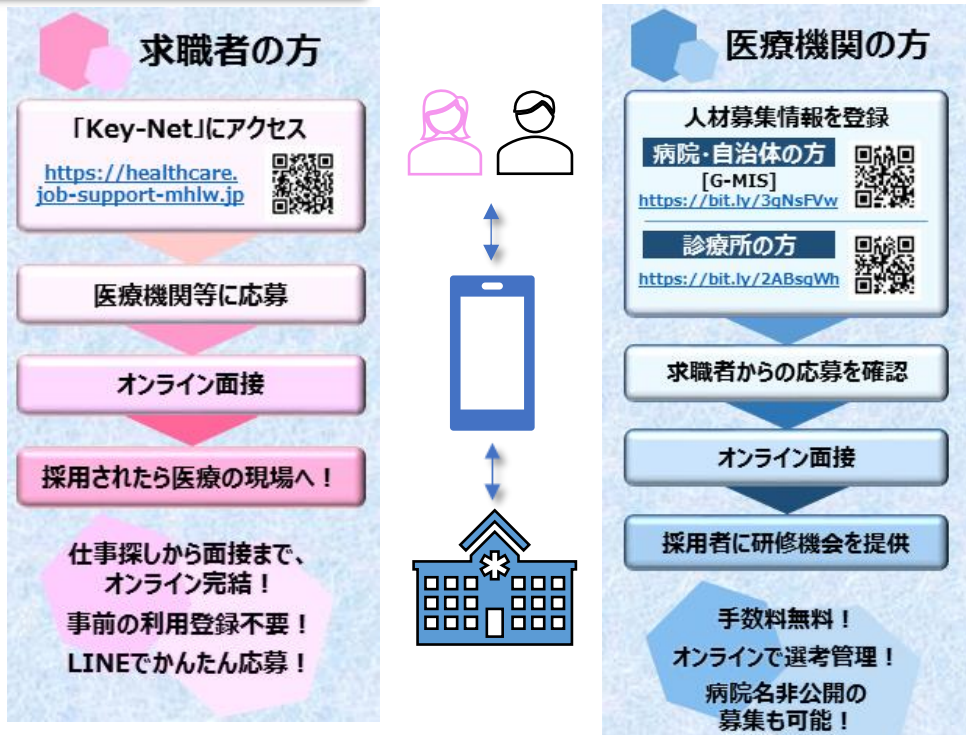 求職者の方
「Key-Net」にアクセス
https://healthcare.
job-support-mhlw.jp
医療機関等に応募
オンライン面接
採用されたら医療の現場へ！
仕事探しから面接まで、
オンライン完結！
事前の利用登録不要！
LINEでかんたん応募！
医療機関の方
人材募集情報を登録
病院・自治体の方
[G-MIS]
https://bit.ly/3gNsFVw
診療所の方
https://bit.ly/2ABsgWh
求職者からの応募を確認
オンライン面接
採用者に研修機会を提供
手数料無料！
オンラインで選考管理！
病院名非公開の
募集も可能！